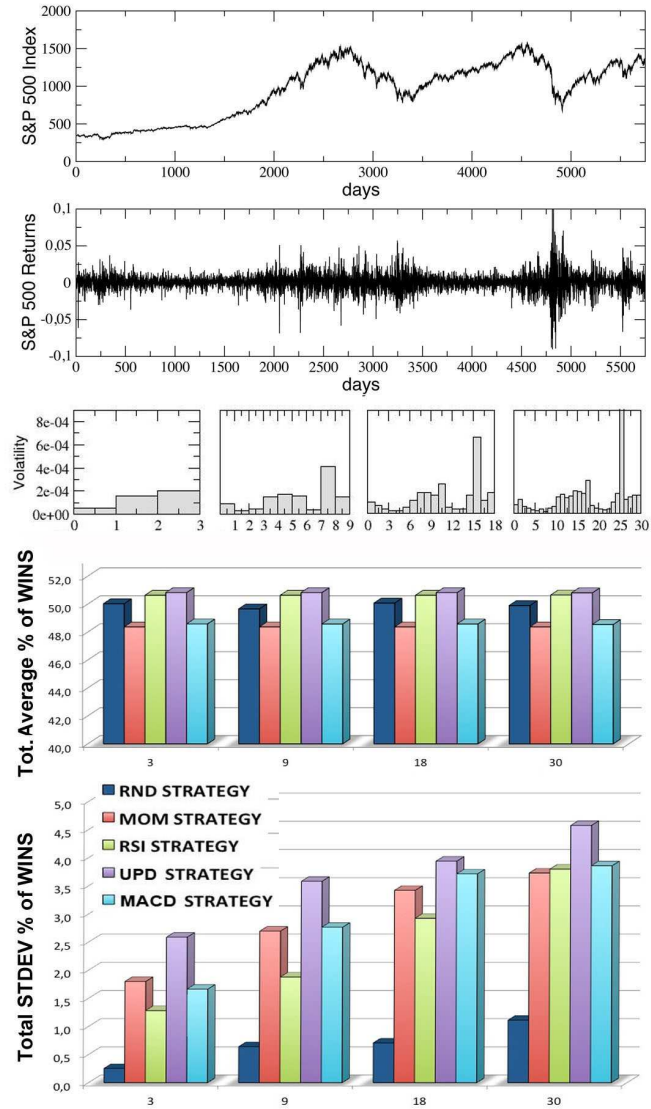 2000
1500
1000
500
0
S&P 500 Index
0 1000 2000 3000 4000 5000
days
0,1
0,05
0
-0,05
-0,1
S&P 500 Returns
0 500 1000 1500 2000 2500 3000 3500 4000 4500 5000 5500
days
8e-04
6e-04
4e-04
2e-04
0e+00
Volatility
0 1 2 3
1 2 3 4 5 6 7 8 9
0 3 6 9 12 15 18
0 5 10 15 20 25 30
52,0
50,0
48,0
46,0
44,0
42,0
40,0
Tot. Average % of WINS
3 9 18 30
RND STRATEGY
MOM STRATEGY
RSI STRATEGY
UPD STRATEGY
MACD STRATEGY
5,0
4,5
4,0
3,5
3,0
2,5
2,0
1,5
1,0
0,5
0,0
Total STDEV % of WINS
3 9 18 30